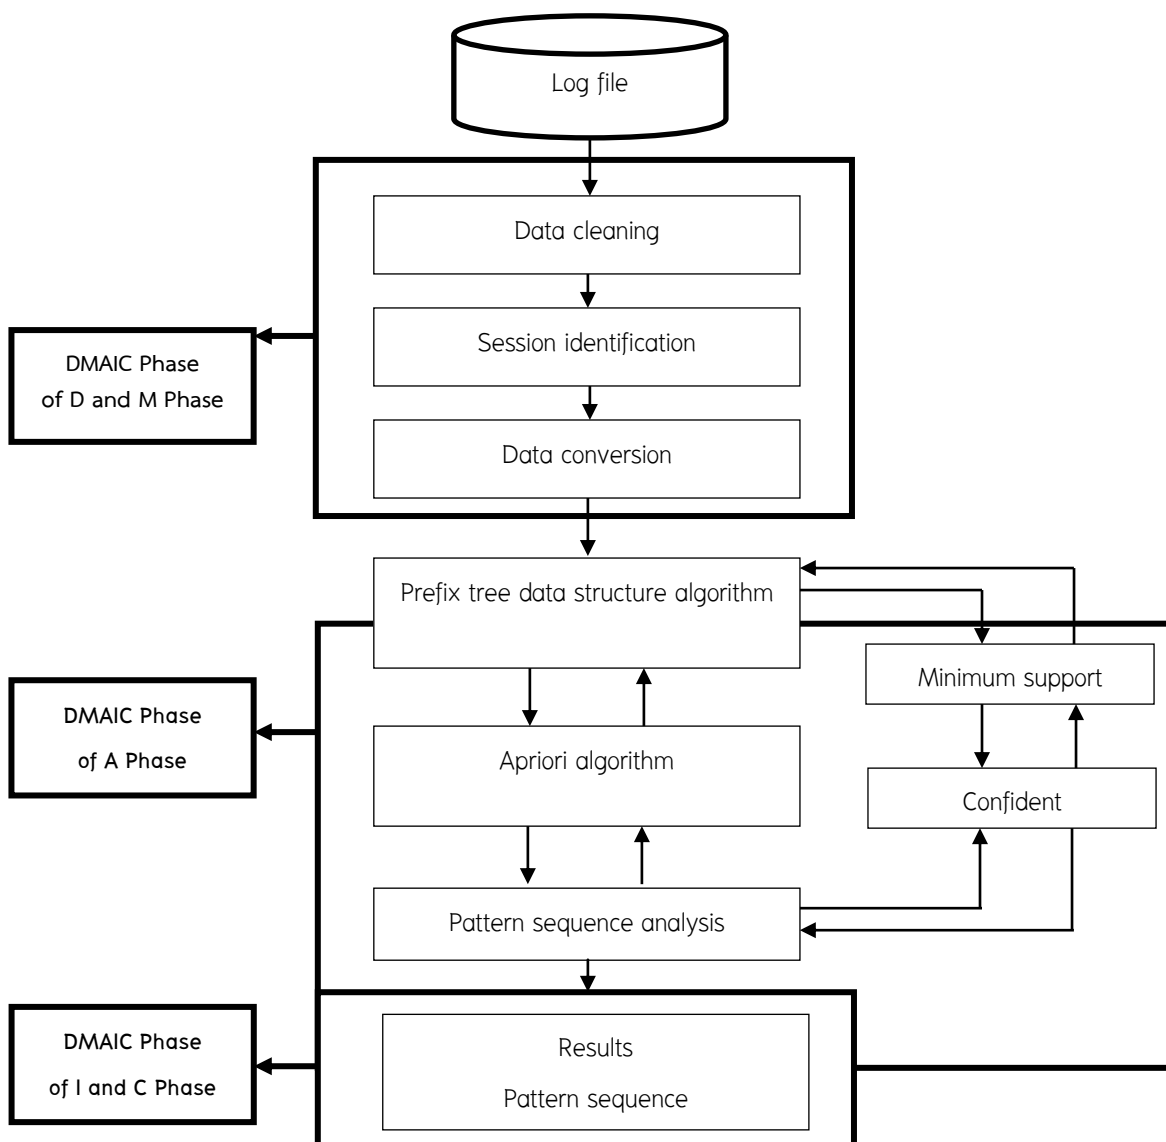 Log file
Data cleaning
Session identification
DMAIC Phase
of D and M Phase
Data conversion
Prefix tree data structure algorithm
Minimum support
DMAIC Phase
of A Phase
Apriori algorithm
Confident
Pattern sequence analysis
DMAIC Phase
of I and C Phase
Results
Pattern sequence